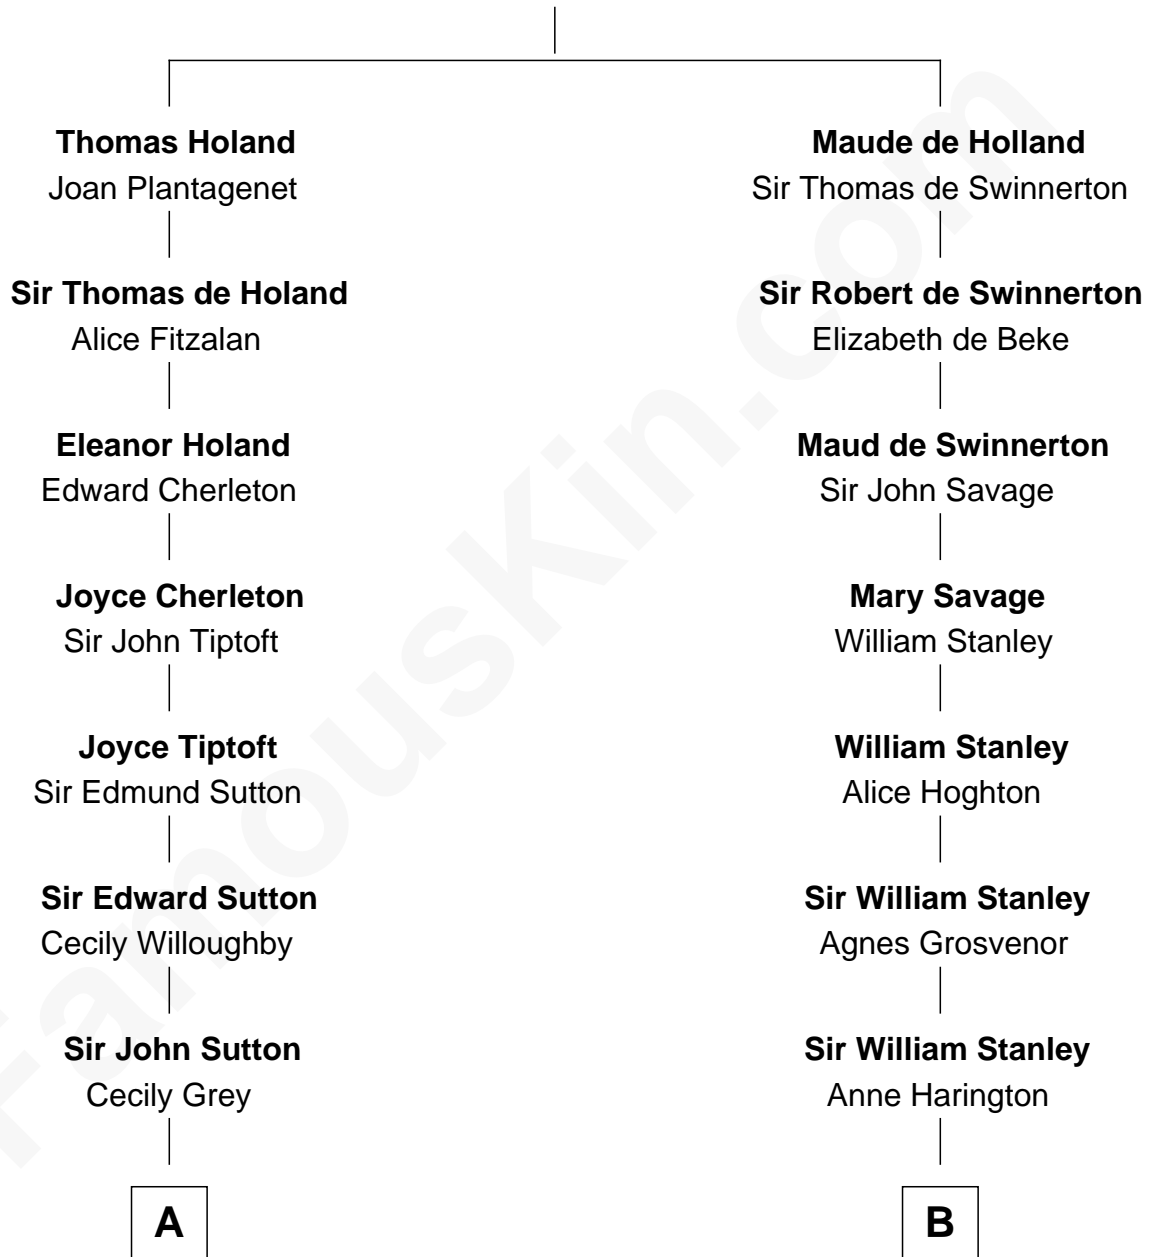 Thomas Holand
Joan Plantagenet
Sir Thomas de Holand
Alice Fitzalan
Eleanor Holand
Edward Cherleton
Joyce Cherleton
Sir John Tiptoft
Joyce Tiptoft
Sir Edmund Sutton
Sir Edward Sutton
Cecily Willoughby
Sir John Sutton
Cecily Grey
A
Maude de Holland
Sir Thomas de Swinnerton
Sir Robert de Swinnerton
Elizabeth de Beke
Maud de Swinnerton
Sir John Savage
Mary Savage
William Stanley
William Stanley
Alice Hoghton
Sir William Stanley
Agnes Grosvenor
Sir William Stanley
Anne Harington
B
FamousKin.com